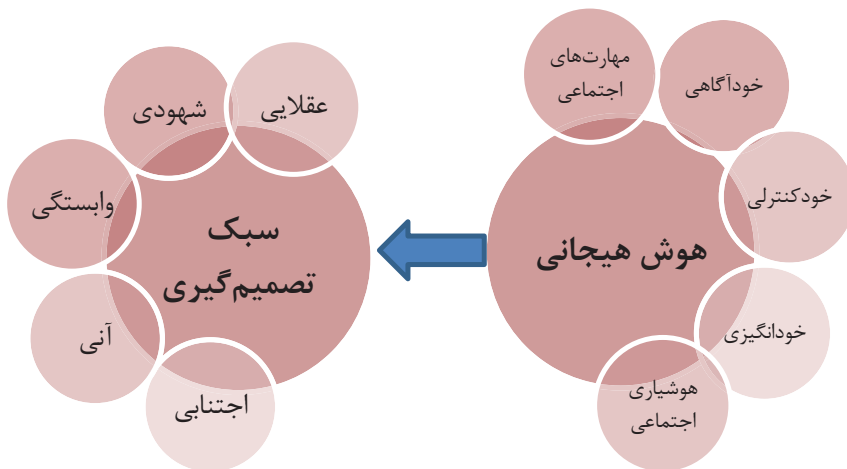 هوش هیجانی
مهارت‌های
اجتماعی
خودآگاهی
خودکنترلی
خودانگیزی
هوشیاری
اجتماعی
سبک
تصمیم‌گیری
عقلایی
شهودی
وابستگی
آنی
اجتنابی